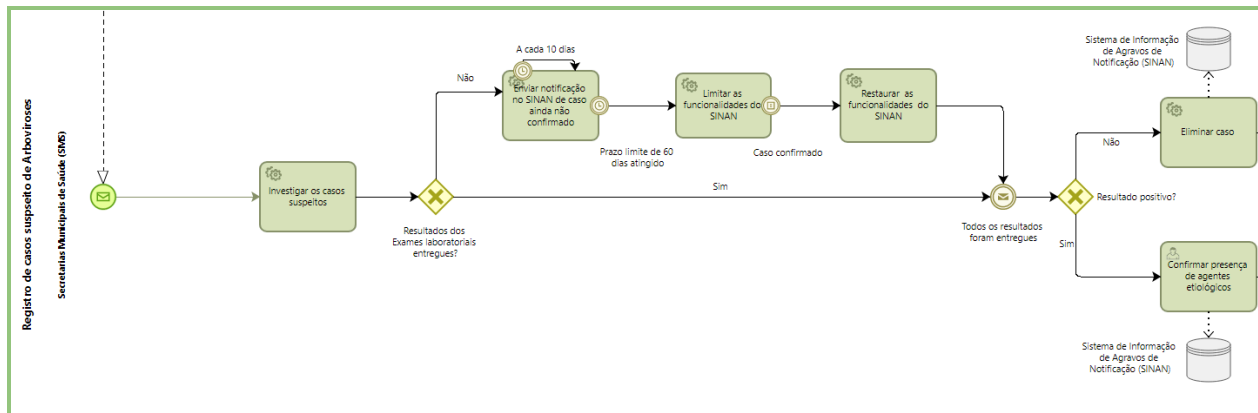 Registro de casos suspseito de Arboviroses
Secretarias Municipais de Saúde (SMS)
Investigar os casos
suspeitos
Resultados dos
Exames laboratoriais
entregues?
Não
A cada 10 dias
Enviar notificação
no SINAN de caso
ainda não
confirmado
Prazo limite de 60
dias atingido
Limitar as
funcionalidades do
SINAN
Caso confirmado
Restaurar as
funcionalidades do
SINAN
Sim
Todos os resultados
foram entregues
Resultado positivo?
Não
Sistema de Informação
de Agravos de
Notificação (SINAN)
Eliminar caso
Sim
Confirmar presença
de agentes
etiológicos
Sistema de Informação
de Agravos de
Notificação (SINAN)